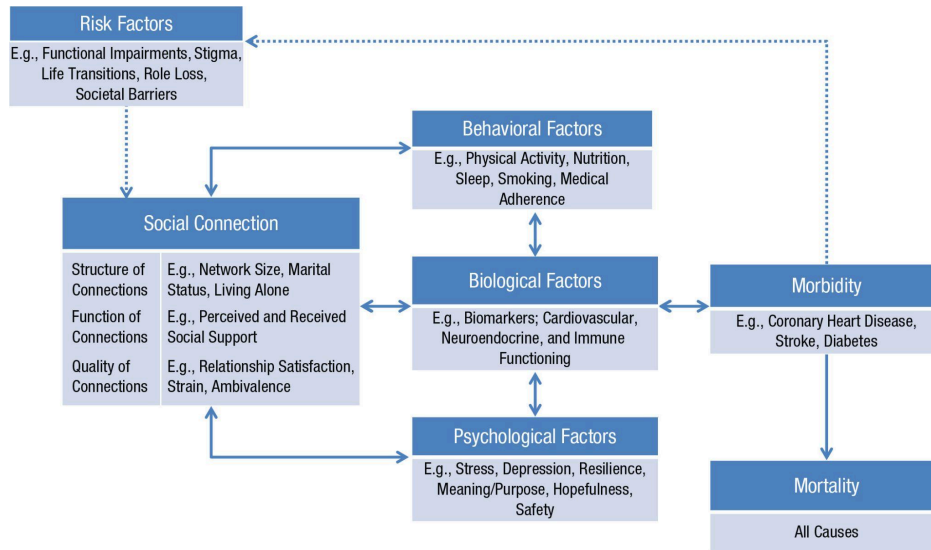 Risk Factors
E.g., Functional Impairments, Stigma,
Life Transitions, Role Loss,
Societal Barriers
Behavioral Factors
E.g., Physical Activity, Nutrition,
Sleep, Smoking, Medical
Adherence
Social Connection
Structure of
Connections
E.g., Network Size, Marital
Status, Living Alone
Function of
Connections
E.g., Perceived and Received
Social Support
Quality of
Connections
E.g., Relationship Satisfaction,
Strain, Ambivalence
Biological Factors
E.g., Biomarkers; Cardiovascular,
Neuroendocrine, and Immune
Functioning
Morbidity
E.g., Coronary Heart Disease,
Stroke, Diabetes
Psychological Factors
E.g., Stress, Depression, Resilience,
Meaning/Purpose, Hopefulness,
Safety
Mortality
All Causes